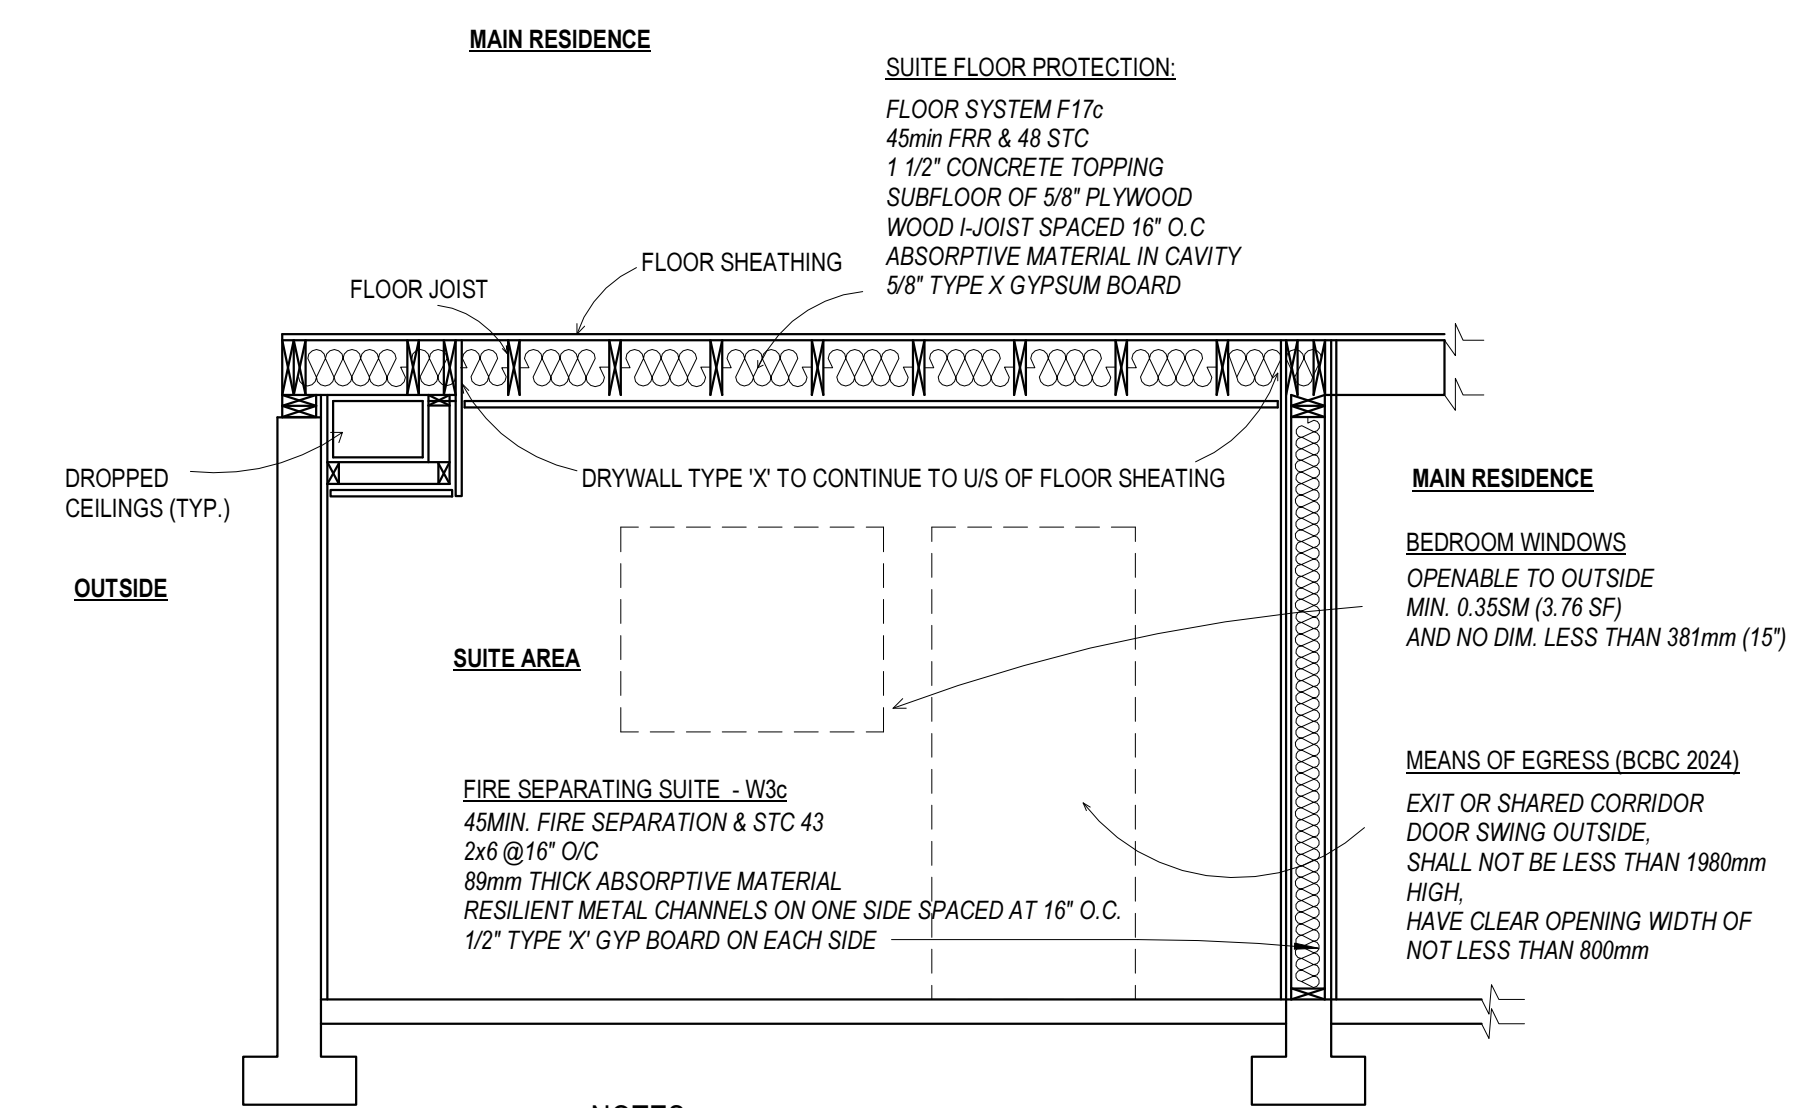 MAIN RESIDENCE
SUITE FLOOR PROTECTION:
FLOOR SYSTEM F17c
45min FRR & 48 STC
1 1/2" CONCRETE TOPPING
SUBFLOOR OF 5/8" PLYWOOD
WOOD I-JOIST SPACED 16" O.C
ABSORPTIVE MATERIAL IN CAVITY
5/8" TYPE X GYPSUM BOARD
FLOOR SHEATHING
FLOOR JOIST
DROPPED
CEILINGS (TYP.)
DRYWALL TYPE 'X' TO CONTINUE TO U/S OF FLOOR SHEATING
MAIN RESIDENCE
BEDROOM WINDOWS
OPENABLE TO OUTSIDE
MIN. 0.35SM (3.76 SF)
AND NO DIM. LESS THAN 381mm (15")
OUTSIDE
SUITE AREA
FIRE SEPARATING SUITE - W3c
45MIN. FIRE SEPARATION & STC 43
2x6 @16" O/C
89mm THICK ABSORPTIVE MATERIAL
RESILIENT METAL CHANNELS ON ONE SIDE SPACED AT 16" O.C.
1/2" TYPE 'X' GYP BOARD ON EACH SIDE
MEANS OF EGRESS (BCBC 2024)
EXIT OR SHARED CORRIDOR
DOOR SWING OUTSIDE,
SHALL NOT BE LESS THAN 1980mm
HIGH,
HAVE CLEAR OPENING WIDTH OF
NOT LESS THAN 800mm
NOTES